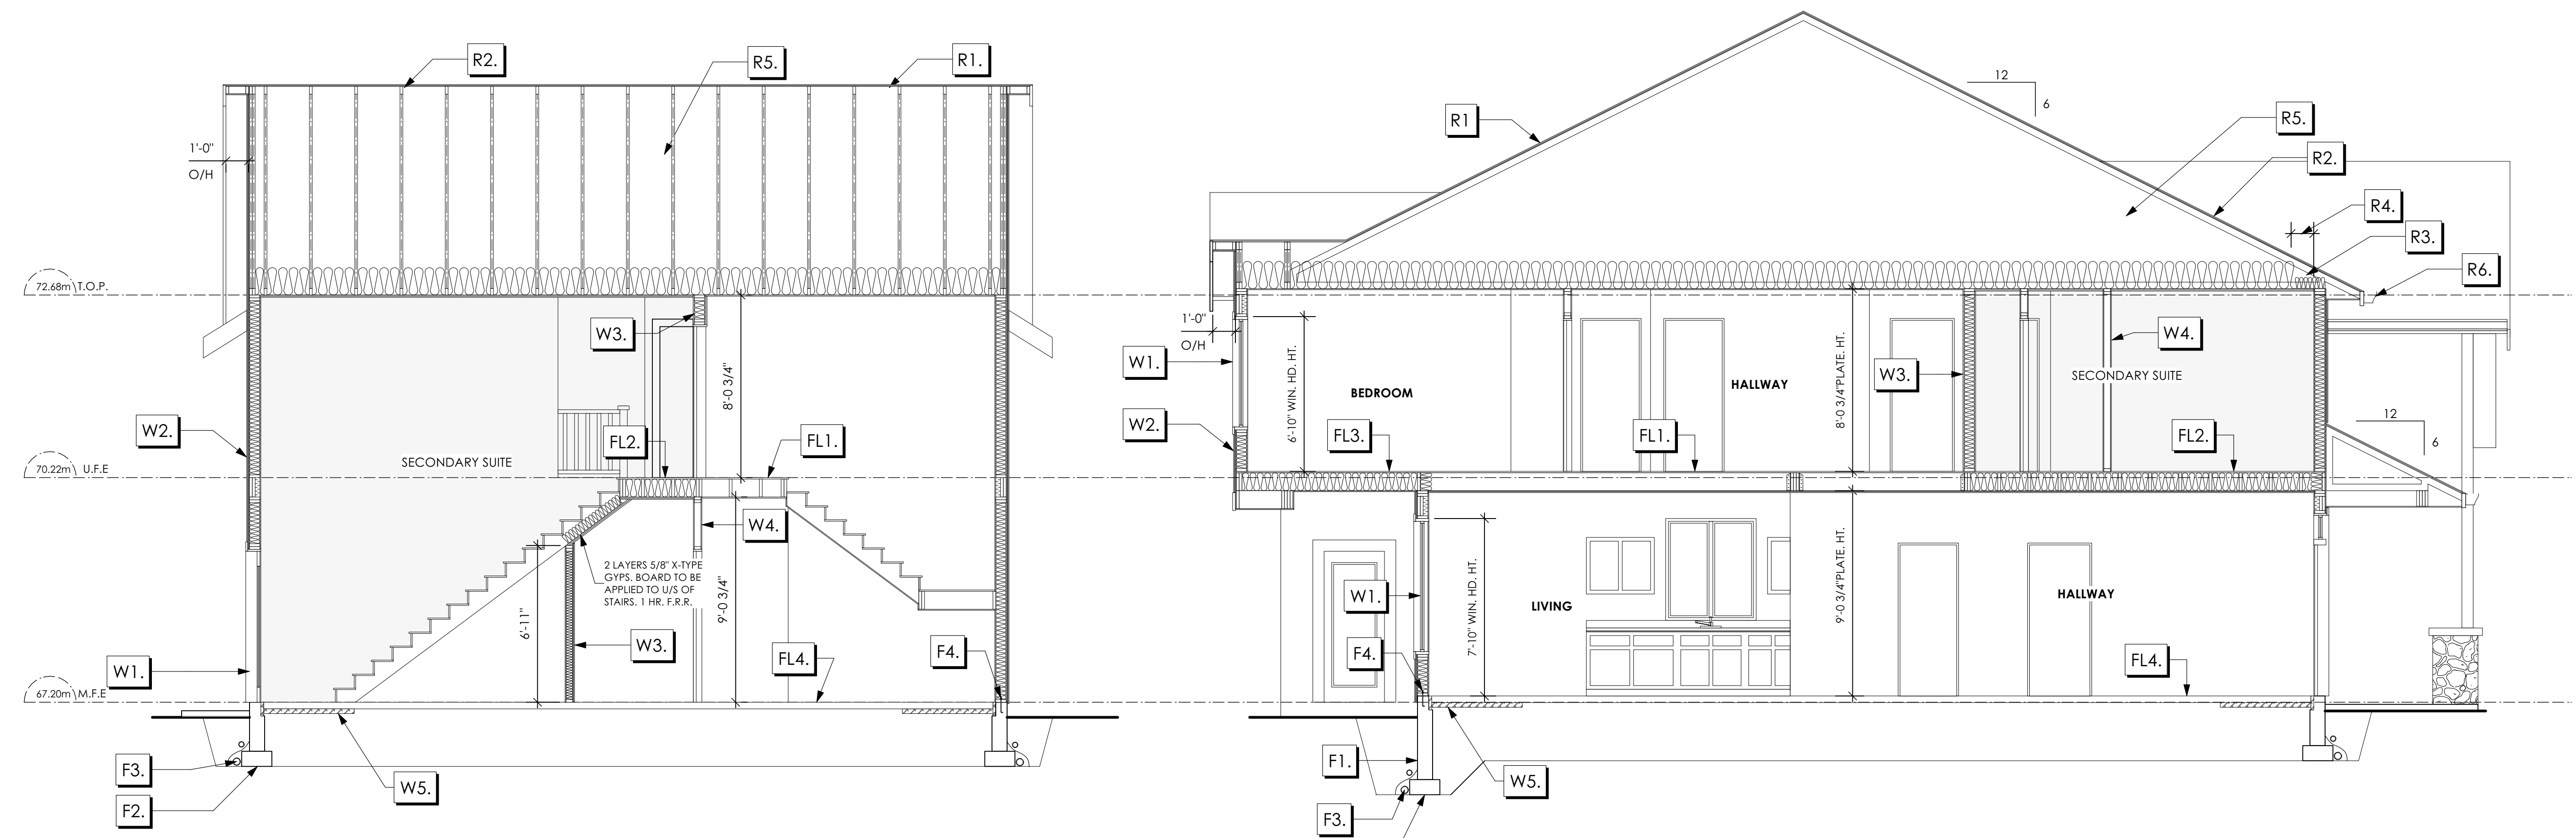 R2.
R5.
R1.
1'-0"
O/H
72.68m T.O.P.
W3.
8'-0 3/4"
W2.
SECONDARY SUITE
FL2.
FL1.
70.22m U.F.E
W4.
2 LAYERS 5/8" X-TYPE
GYPS. BOARD TO BE
APPLIED TO U/S OF
STAIRS. 1 HR. F.R.R.
6'-11"
9'-0 3/4"
W3.
W1.
FL4.
F4.
67.20m M.F.E
F3.
F2.
W5.
12
6
R1
R5.
R2.
R4.
R3.
R6.
1'-0"
O/H
W1.
W2.
6'-10" WIN. HD. HT.
BEDROOM
HALLWAY
8'-0 3/4"PLATE. HT.
W3.
W4.
SECONDARY SUITE
FL3.
FL1.
FL2.
12
6
W1.
7'-10" WIN. HD. HT.
LIVING
9'-0 3/4"PLATE. HT.
HALLWAY
F4.
FL4.
F1.
W5.
F3.